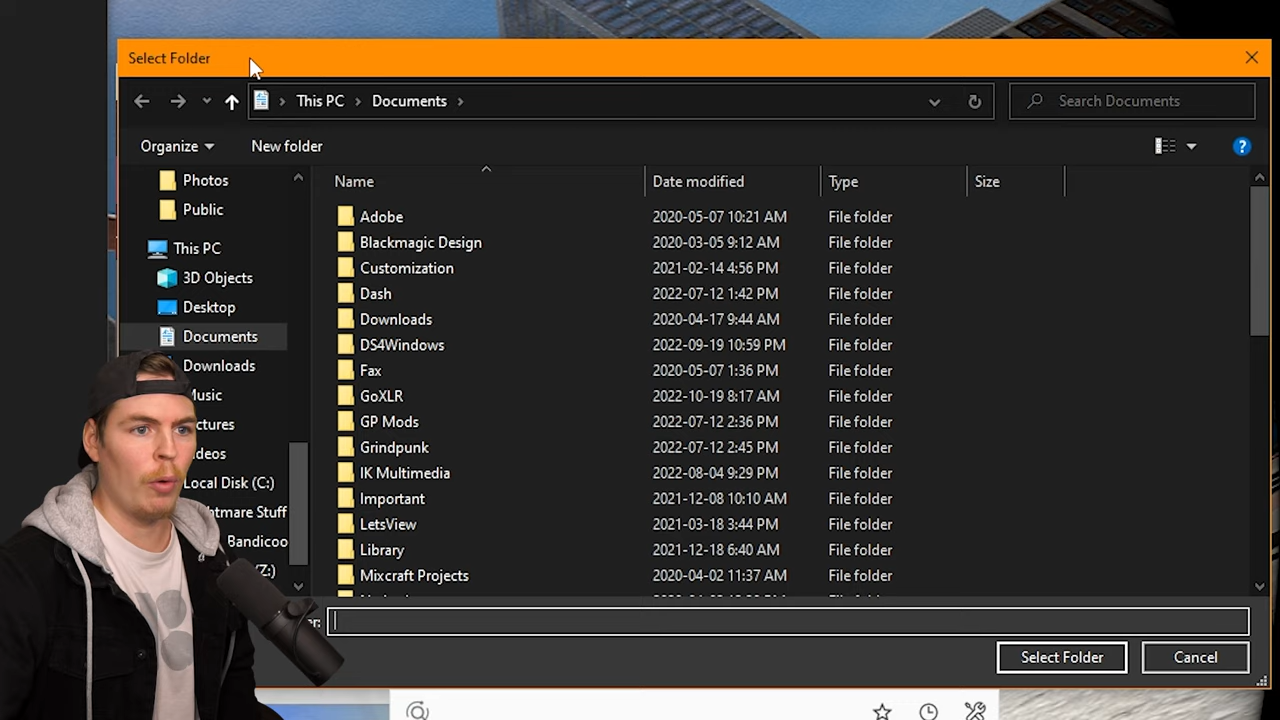 Select Folder
This PC > Documents >
Search Documents
Organize
New folder
?
Name
Date modified
Type
Size
Photos
Public
This PC
3D Objects
Desktop
Documents
Downloads
Music
ctures
deos
Local Disk (C:)
htmare Stuff
Bandicoo
(Z:)
Adobe 2020-05-07 10:21 AM File folder
Blackmagic Design 2020-03-05 9:12 AM File folder
Customization 2021-02-14 4:56 PM File folder
Dash 2022-07-12 1:42 PM File folder
Downloads 2020-04-17 9:44 AM File folder
DS4Windows 2022-09-19 10:59 PM File folder
Fax 2020-05-07 1:36 PM File folder
GoXLR 2022-10-19 8:17 AM File folder
GP Mods 2022-07-12 2:36 PM File folder
Grindpunk 2022-07-12 2:45 PM File folder
IK Multimedia 2022-08-04 9:29 PM File folder
Important 2021-12-08 10:10 AM File folder
LetsView 2021-03-18 3:44 PM File folder
Library 2021-12-18 6:40 AM File folder
Mixcraft Projects 2020-04-02 11:37 AM File folder
er:
Select Folder
Cancel